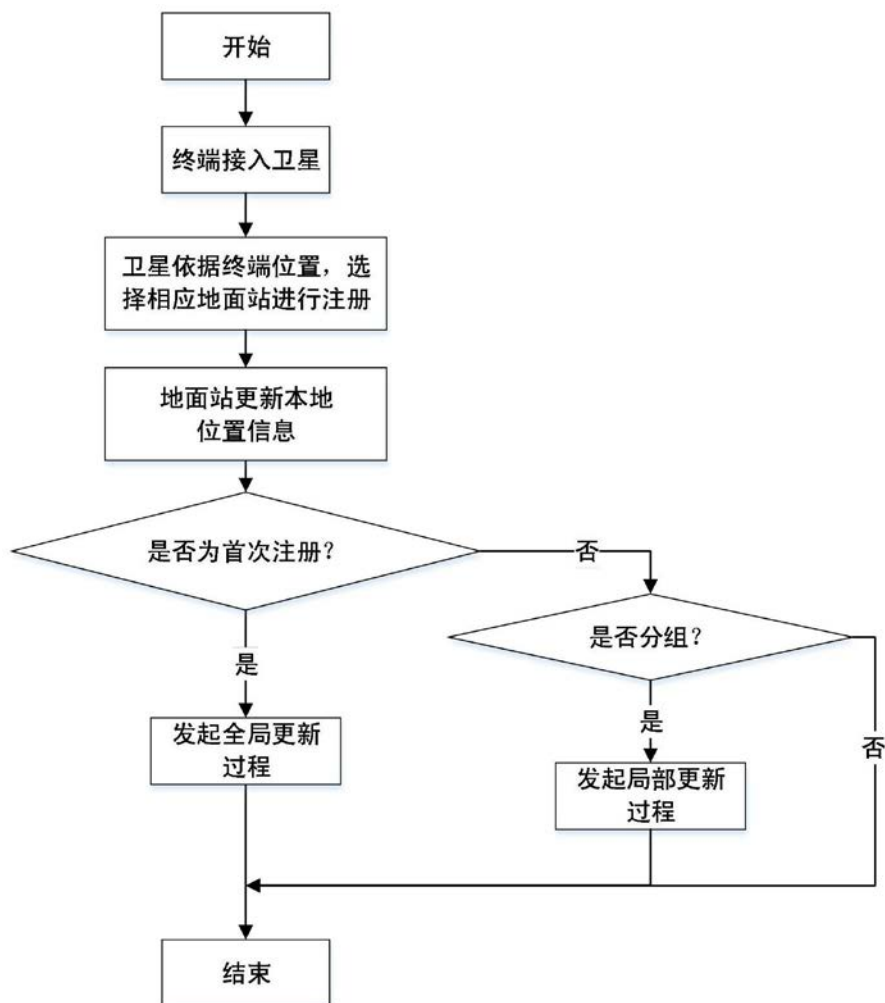 开始
终端接入卫星
卫星依据终端位置，选
择相应地面站进行注册
地面站更新本地
位置信息
是否为首次注册？
否
是否分组？
是
是
否
发起全局更新
过程
发起局部更新
过程
结束